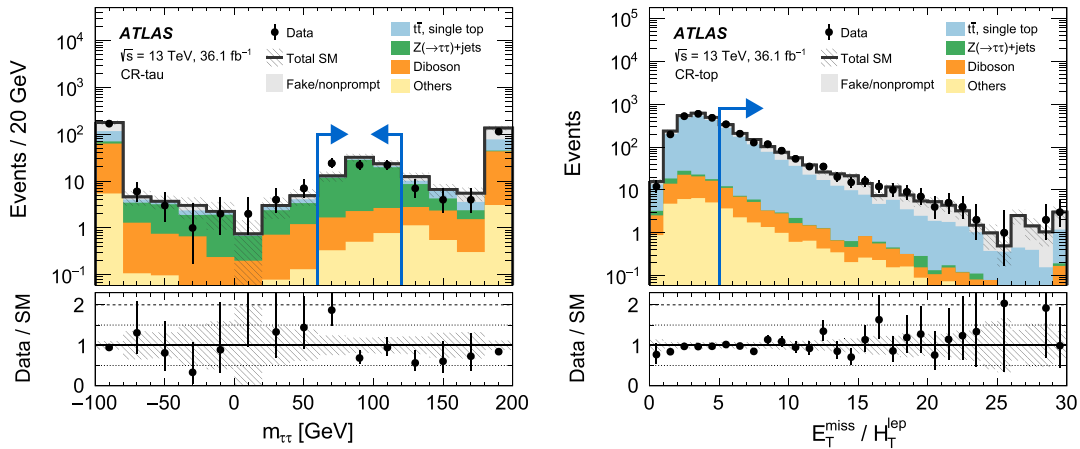 ATLAS
√s = 13 TeV, 36.1 fb⁻¹
CR-tau
Data
Total SM
Fake/nonprompt
tt̄, single top
Z(→ττ)+jets
Diboson
Others
Events / 20 GeV
10⁴
10³
10²
10
1
10⁻¹
Data / SM
2
1
0
−100
−50
0
50
100
150
200
m_ττ [GeV]
ATLAS
√s = 13 TeV, 36.1 fb⁻¹
CR-top
Data
Total SM
Fake/nonprompt
tt̄, single top
Z(→ττ)+jets
Diboson
Others
Events
10⁵
10⁴
10³
10²
10
1
10⁻¹
Data / SM
2
1
0
0
5
10
15
20
25
30
E_T^miss / H_T^lep